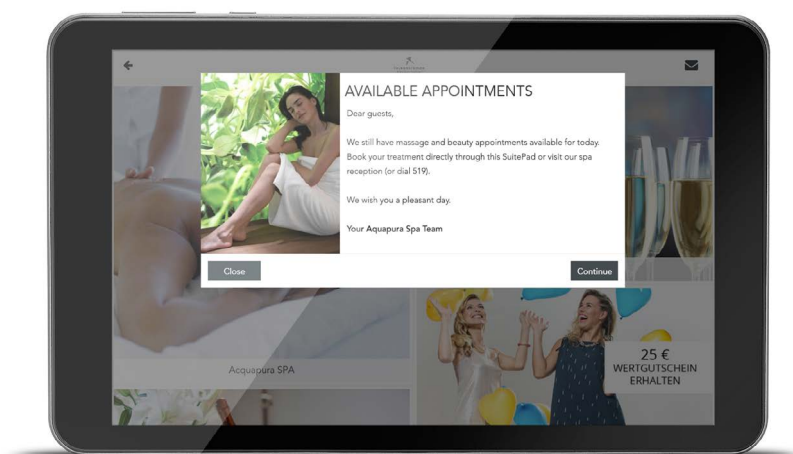 AVAILABLE APPOINTMENTS
Dear guests,
We still have massage and beauty appointments available for today.
Book your treatment directly through this SuitePad or visit our spa
reception (or dial 519).
We wish you a pleasant day.
Your Aquapura Spa Team
Close
Continue
Acquapura SPA
25 €
WERTGUTSCHEIN
ERHALTEN